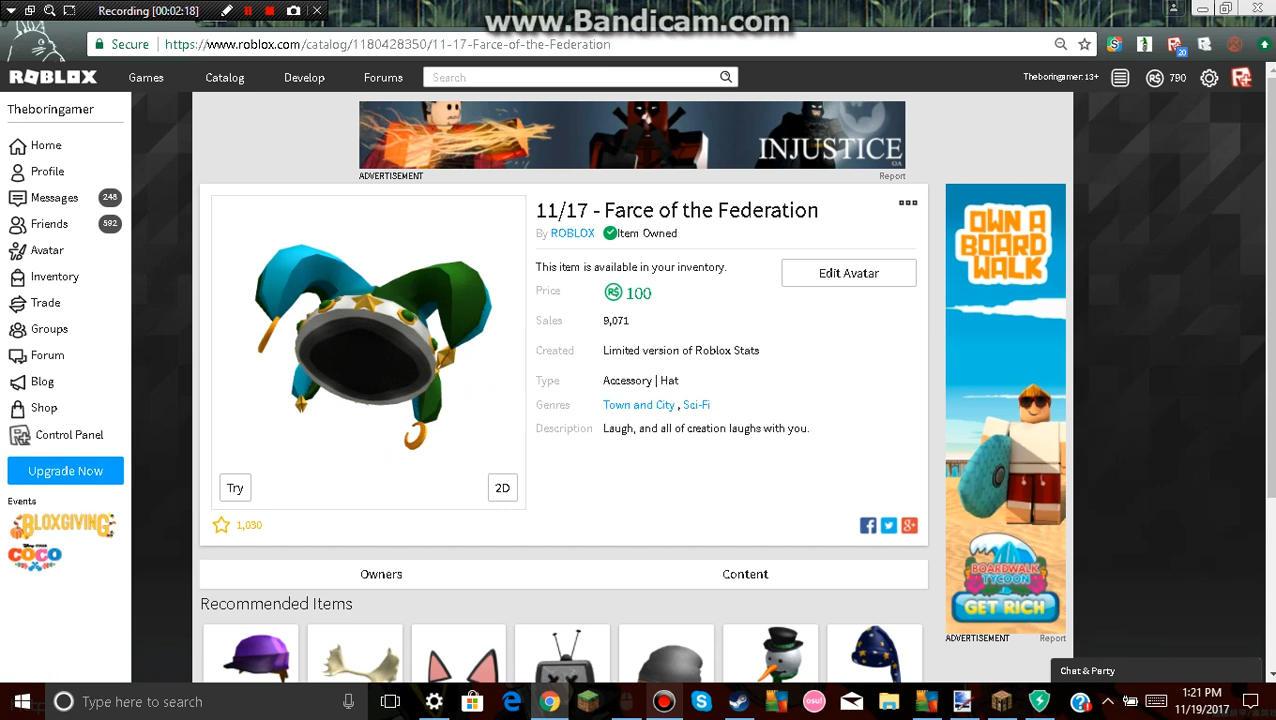 Recording [00:02:18]
www.Bandicam.com
Secure https://www.roblox.com/catalog/1180428350/11-17-Farce-of-the-Federation
20
ROBLOX Games Catalog Develop Forums Search Theboringamer: 13+ 790
Theboringamer
Home
Profile
Messages 248
Friends 592
Avatar
Inventory
Trade
Groups
Forum
Blog
Shop
Control Panel
Upgrade Now
Events
BLOXGIVING
COCO
INJUSTICE
ADVERTISEMENT Report
11/17 - Farce of the Federation
By ROBLOX Item Owned
This item is available in your inventory.
Edit Avatar
Price R$ 100
Sales 9,071
Created Limited version of Roblox Stats
Type Accessory | Hat
Genres Town and City , Sci-Fi
Description Laugh, and all of creation laughs with you.
Try 2D
1,030
Owners Content
Recommended Items
OWN A
BOARD
WALK
BOARDWALK
TYCOON
GET RICH
ADVERTISEMENT Report
Chat & Party
Type here to search
osu!
1:21 PM
11/19/2017